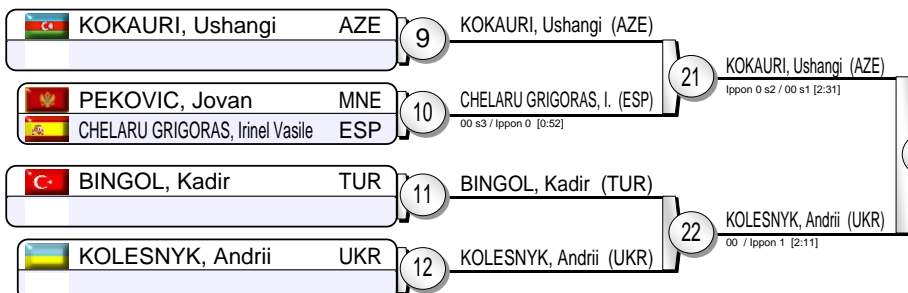 KOKAURI, Ushangi AZE
9
KOKAURI, Ushangi (AZE)
21
KOKAURI, Ushangi (AZE)
Ippon 0 s2 / 00 s1 [2:31]
PEKOVIC, Jovan MNE
CHELARU GRIGORAS, Irinel Vasile ESP
10
CHELARU GRIGORAS, I. (ESP)
00 s3 / Ippon 0 [0:52]
BINGOL, Kadir TUR
11
BINGOL, Kadir (TUR)
22
KOLESNYK, Andrii (UKR)
00 / Ippon 1 [2:11]
KOLESNYK, Andrii UKR
12
KOLESNYK, Andrii (UKR)